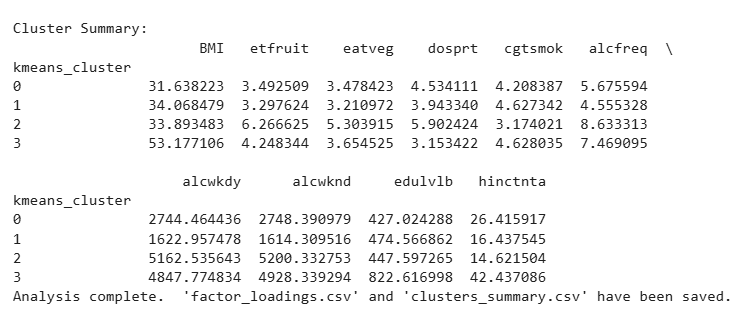 Cluster Summary:
BMI etfruit eatveg dosprt cgtsmok alcfreq \
kmeans_cluster
0 31.638223 3.492509 3.478423 4.534111 4.208387 5.675594
1 34.068479 3.297624 3.210972 3.943340 4.627342 4.555328
2 33.893483 6.266625 5.303915 5.902424 3.174021 8.633313
3 53.177106 4.248344 3.654525 3.153422 4.628035 7.469095
alcwkdy alcwknd edulvlb hinctnta
kmeans_cluster
0 2744.464436 2748.390979 427.024288 26.415917
1 1622.957478 1614.309516 474.566862 16.437545
2 5162.535643 5200.332753 447.597265 14.621504
3 4847.774834 4928.339294 822.616998 42.437086
Analysis complete. 'factor_loadings.csv' and 'clusters_summary.csv' have been saved.